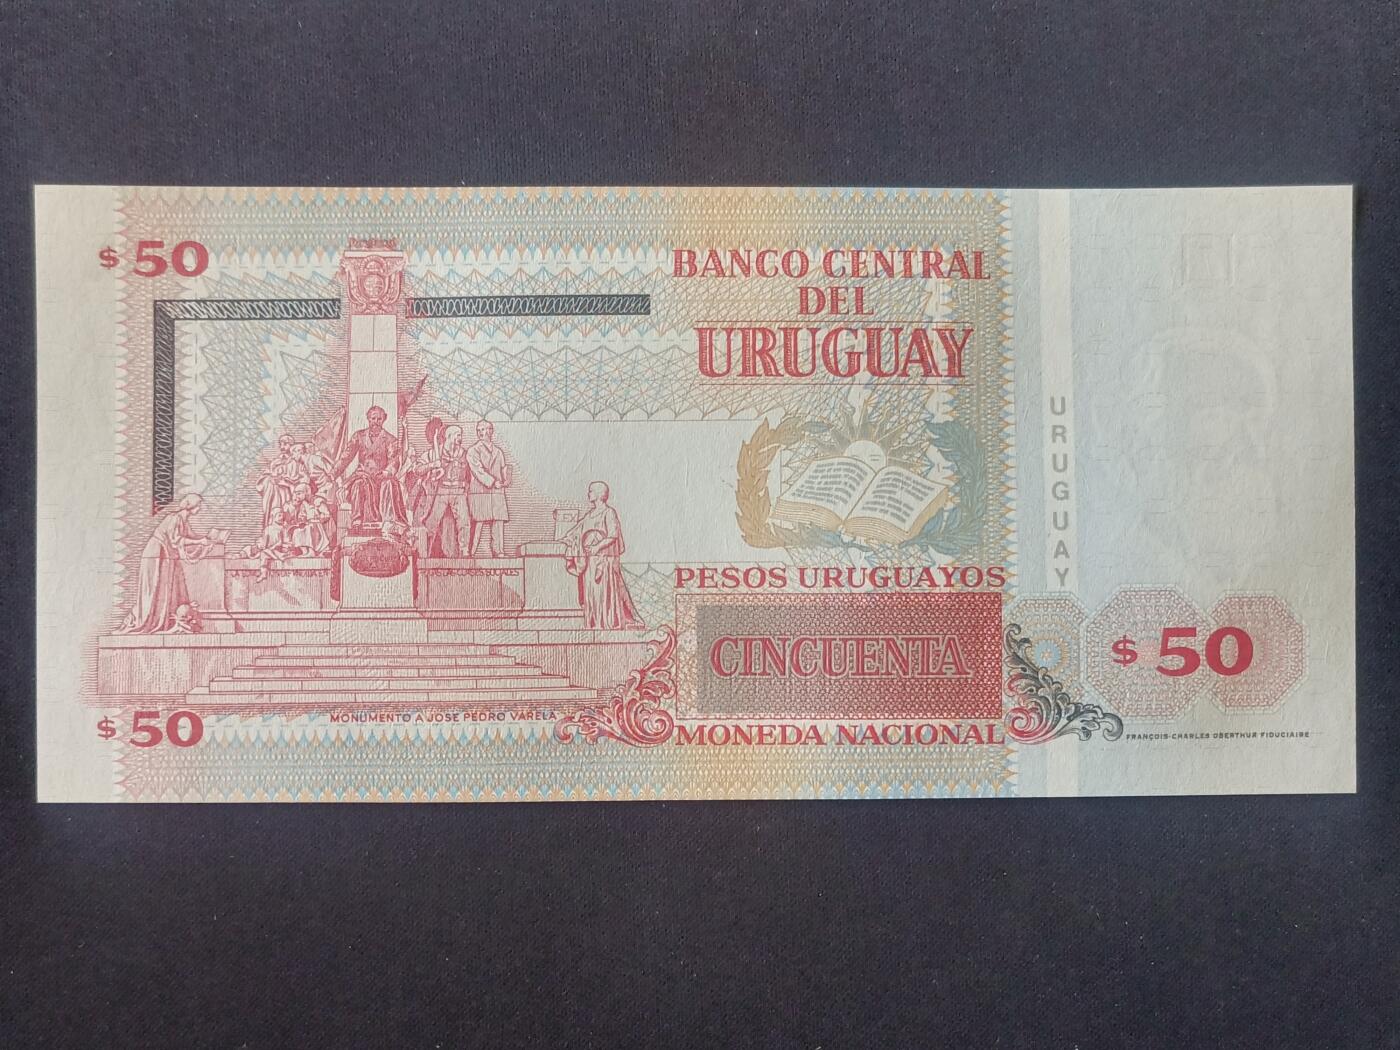 $ 50
BANCO CENTRAL
DEL
URUGUAY
URUGUAY
LEX
PESOS URUGUAYOS
CINCUENTA
$ 50
$ 50
MONUMENTO A JOSE PEDRO VARELA
MONEDA NACIONAL
FRANÇOIS-CHARLES OBERTHUR FIDUCIAIRE